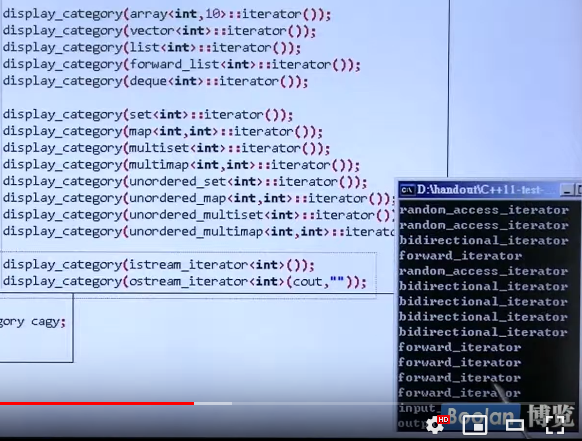 display_category(array<int,10>::iterator());
display_category(vector<int>::iterator());
display_category(list<int>::iterator());
display_category(forward_list<int>::iterator());
display_category(deque<int>::iterator());
display_category(set<int>::iterator());
display_category(map<int,int>::iterator());
display_category(multiset<int>::iterator());
display_category(multimap<int,int>::iterator());
display_category(unordered_set<int>::iterator());
display_category(unordered_map<int,int>::iterator());
display_category(unordered_multiset<int>::iterator()
display_category(unordered_multimap<int,int>::iterato
display_category(istream_iterator<int>());
display_category(ostream_iterator<int>(cout,""));
gory cagy;
D:\handout\C++11-test-
random_access_iterator
random_access_iterator
bidirectional_iterator
forward_iterator
random_access_iterator
bidirectional_iterator
bidirectional_iterator
bidirectional_iterator
bidirectional_iterator
forward_iterator
forward_iterator
forward_iterator
forward_iterator
input_
outp
Boolan 博览
HD